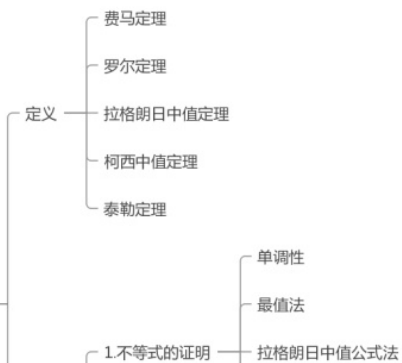 费马定理
罗尔定理
定义
拉格朗日中值定理
柯西中值定理
泰勒定理
单调性
最值法
1.不等式的证明
拉格朗日中值公式法